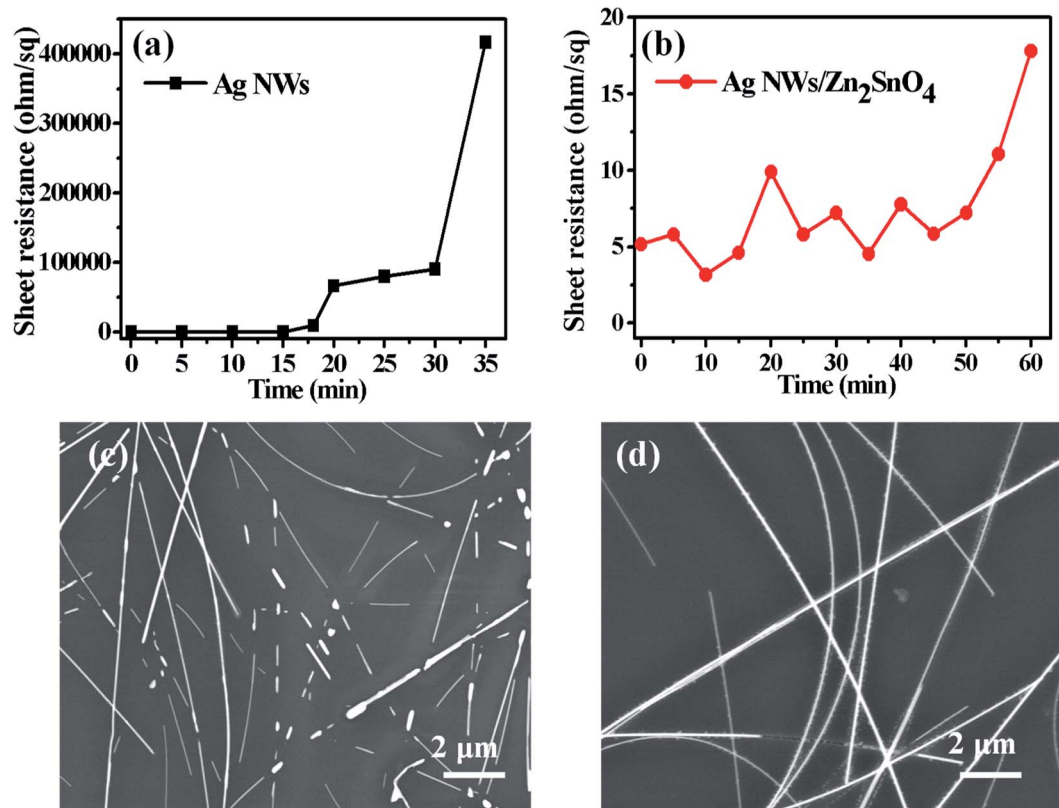 (a)
Ag NWs
Sheet resistance (ohm/sq)
400000
300000
200000
100000
0
0 5 10 15 20 25 30 35
Time (min)
(b)
Ag NWs/Zn₂SnO₄
Sheet resistance (ohm/sq)
20
15
10
5
0
0 10 20 30 40 50 60
Time (min)
(c)
2 μm
(d)
2 μm